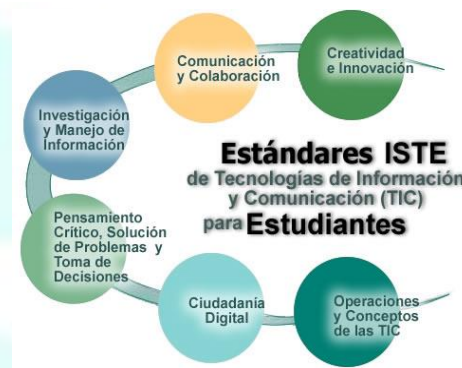 Creatividad
e Innovación
Comunicación
y Colaboración
Investigación
y Manejo de
Información
Estándares ISTE
de Tecnologías de Información
y Comunicación (TIC)
para Estudiantes
Pensamiento
Crítico, Solución
de Problemas y
Toma de
Decisiones
Ciudadanía
Digital
Operaciones
y Conceptos
de las TIC